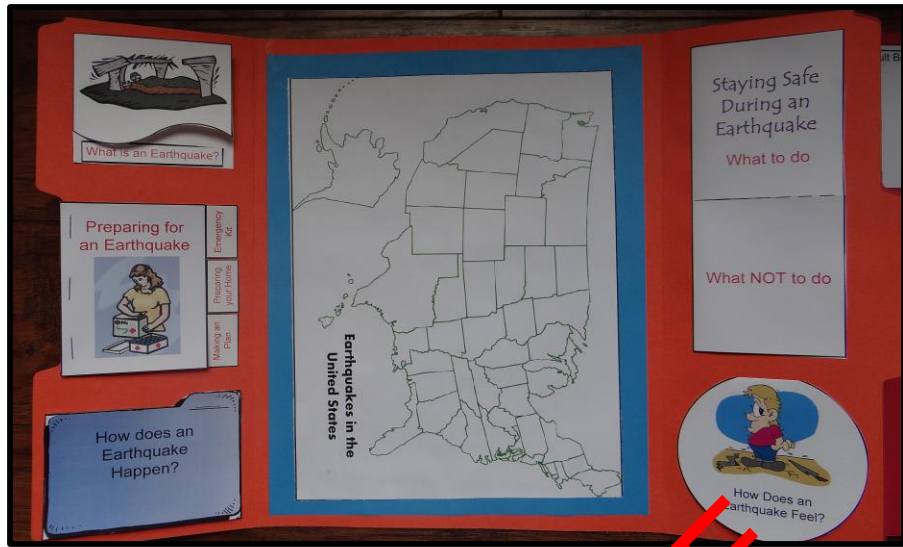 What is an Earthquake?
Preparing for
an Earthquake
Emergency
Kit
Preparing
your Home
Making an
Plan
How does an
Earthquake
Happen?
Earthquakes in the
United States
Staying Safe
During an
Earthquake
What to do
What NOT to do
How Does an
Earthquake Feel?